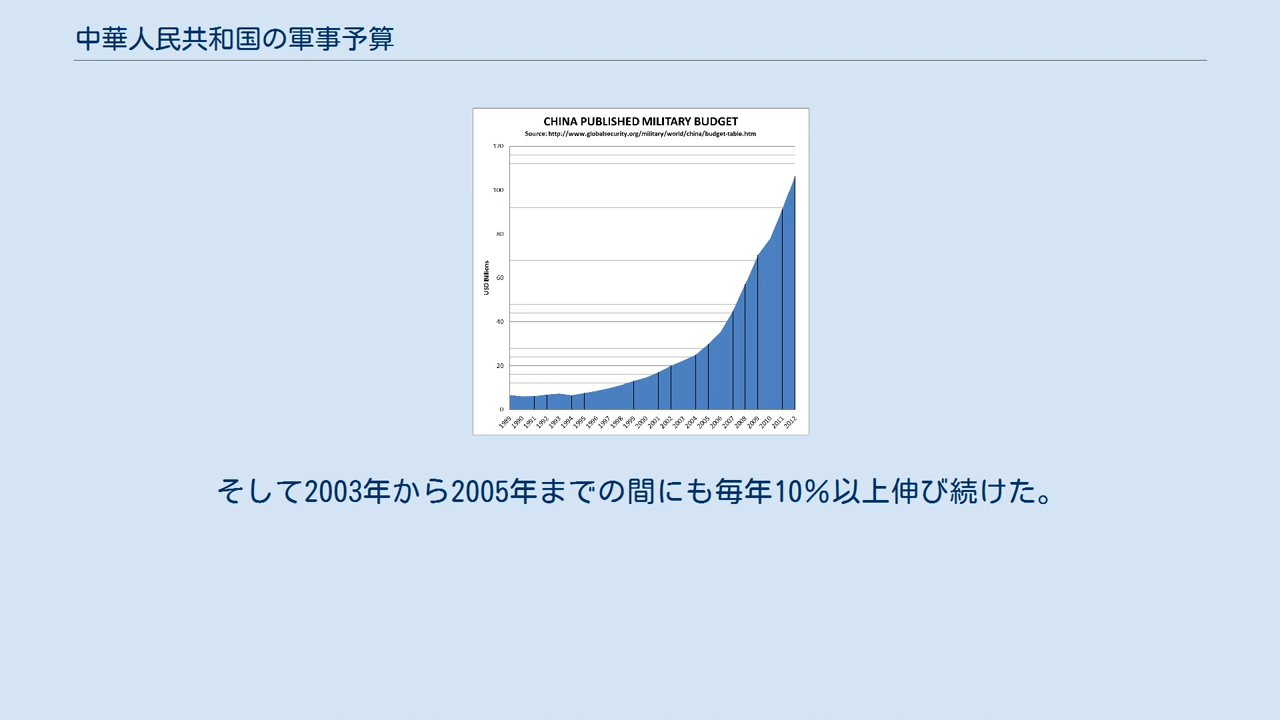 中華人民共和国の軍事予算
CHINA PUBLISHED MILITARY BUDGET
Source: http://www.globalsecurity.org/military/world/china/budget-table.htm
120
100
80
60
40
20
0
USD Billions
1989 1990 1991 1992 1993 1994 1995 1996 1997 1998 1999 2000 2001 2002 2003 2004 2005 2006 2007 2008 2009 2010 2011 2012
そして2003年から2005年までの間にも毎年10%以上伸び続けた。